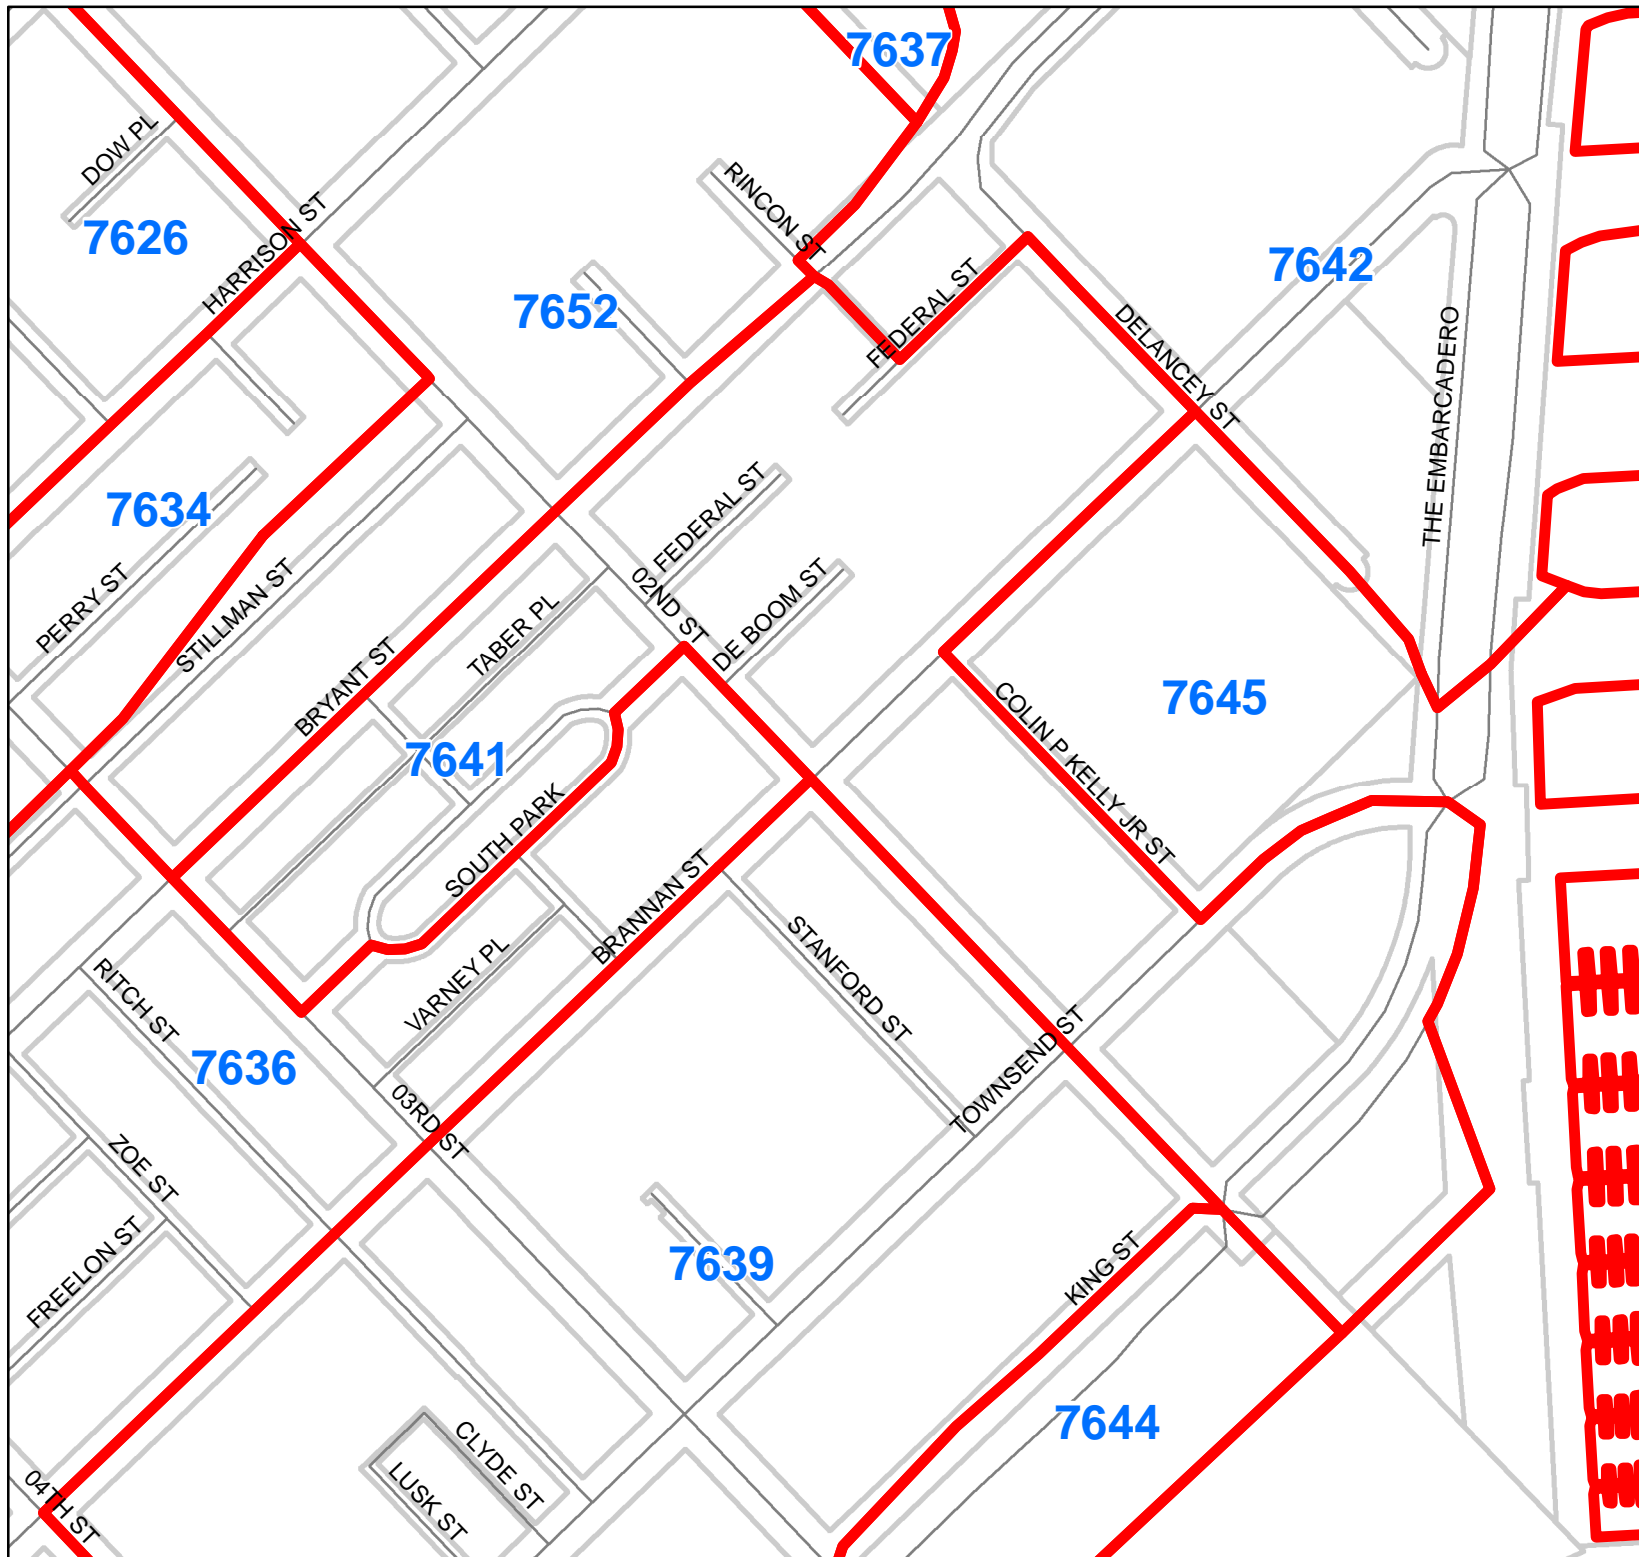 7637
DOW PL
RINCON ST
7626
HARRISON ST
7652
7642
FEDERAL ST
DELANCEY ST
THE EMBARCADERO
7634
FEDERAL ST
PERRY ST
STILLMAN ST
02ND ST
DE BOOM ST
TABER PL
BRYANT ST
7645
COLIN P KELLY JR ST
7641
SOUTH PARK
BRANNAN ST
VARNEY PL
STANFORD ST
RITCH ST
7636
TOWNSEND ST
03RD ST
ZOE ST
FREELON ST
7639
KING ST
7644
CLYDE ST
LUSK ST
04TH ST